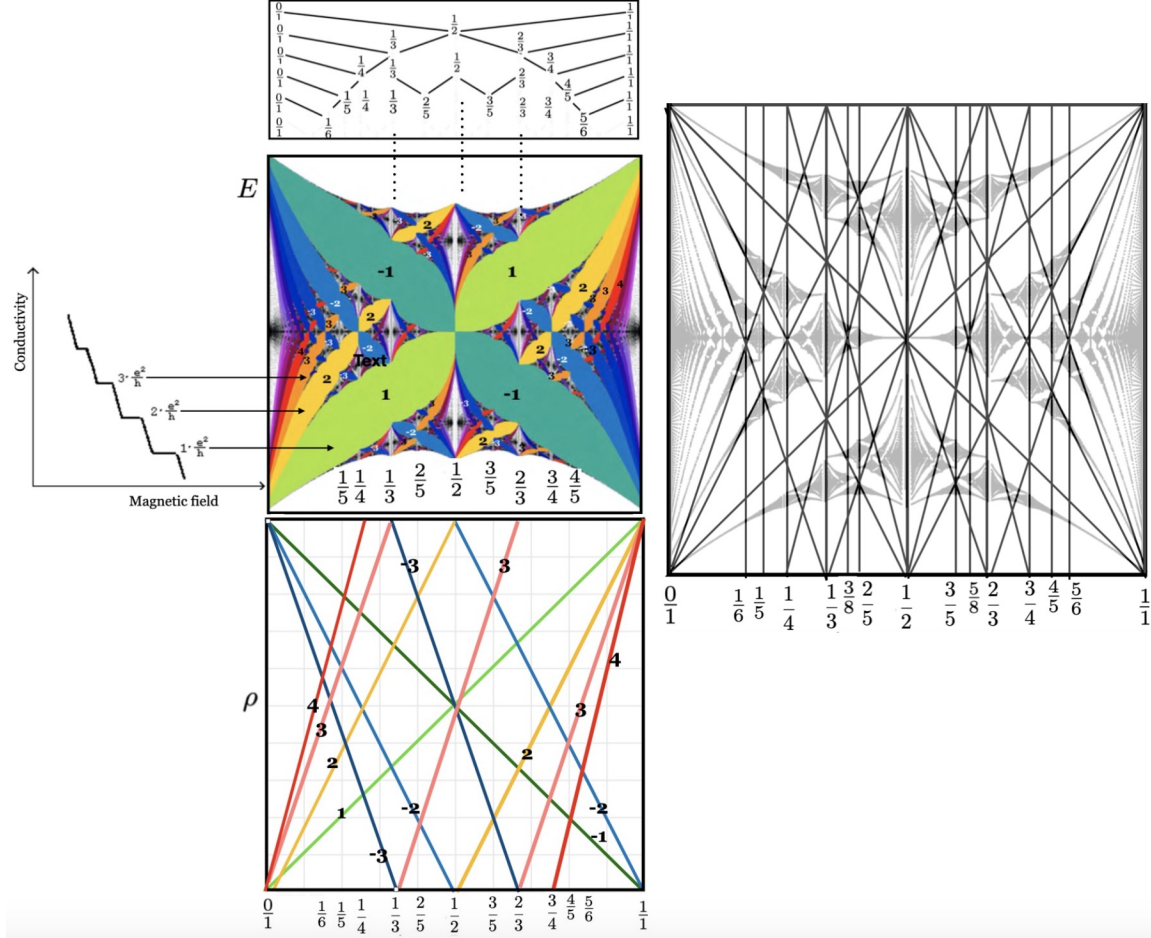 0/1 1/2 1/1
0/1 1/3 2/3 1/1
0/1 1/4 1/3 1/2 3/4 1/1
0/1 1/5 1/4 1/3 2/5 3/5 2/3 3/4 4/5 1/1
0/1 1/6 5/6 1/1
E
-1 1
2 -2
2 -2 2
-2 2
Text
1 -1
-2 2
Conductivity
3·e²/h
2·e²/h
1·e²/h
Magnetic field
1/5 1/4 1/3 2/5 1/2 3/5 2/3 3/4 4/5
ρ
-3 3
4
4 3
3
2 2
1 -2 -2
-1
-3
0/1 1/6 1/5 1/4 1/3 2/5 1/2 3/5 2/3 3/4 4/5 5/6 1/1
0/1 1/6 1/5 1/4 1/3 3/8 2/5 1/2 3/5 5/8 2/3 3/4 4/5 5/6 1/1